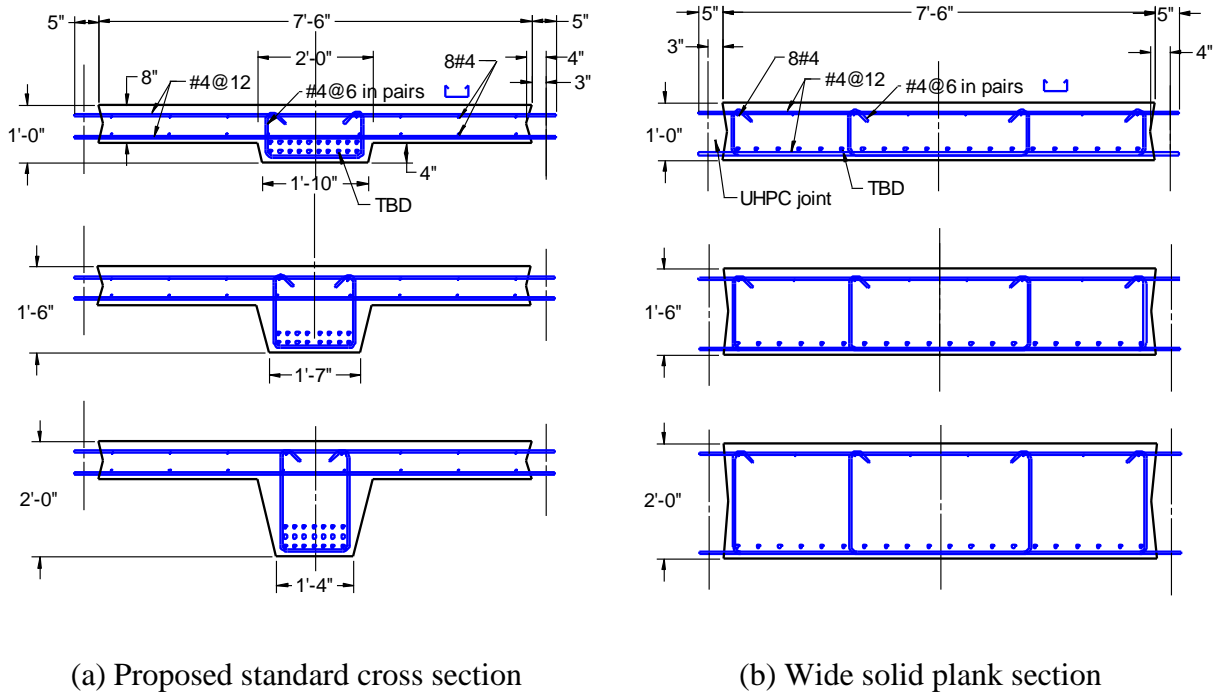 5" 7'-6" 5"
2'-0" 8#4 4"
8" #4@12 3"
#4@6 in pairs
1'-0"
4"
1'-10"
TBD
1'-6"
1'-7"
2'-0"
1'-4"
(a) Proposed standard cross section
5" 7'-6" 5"
3" 8#4 4"
#4@12
#4@6 in pairs
1'-0"
TBD
UHPC joint
1'-6"
2'-0"
(b) Wide solid plank section